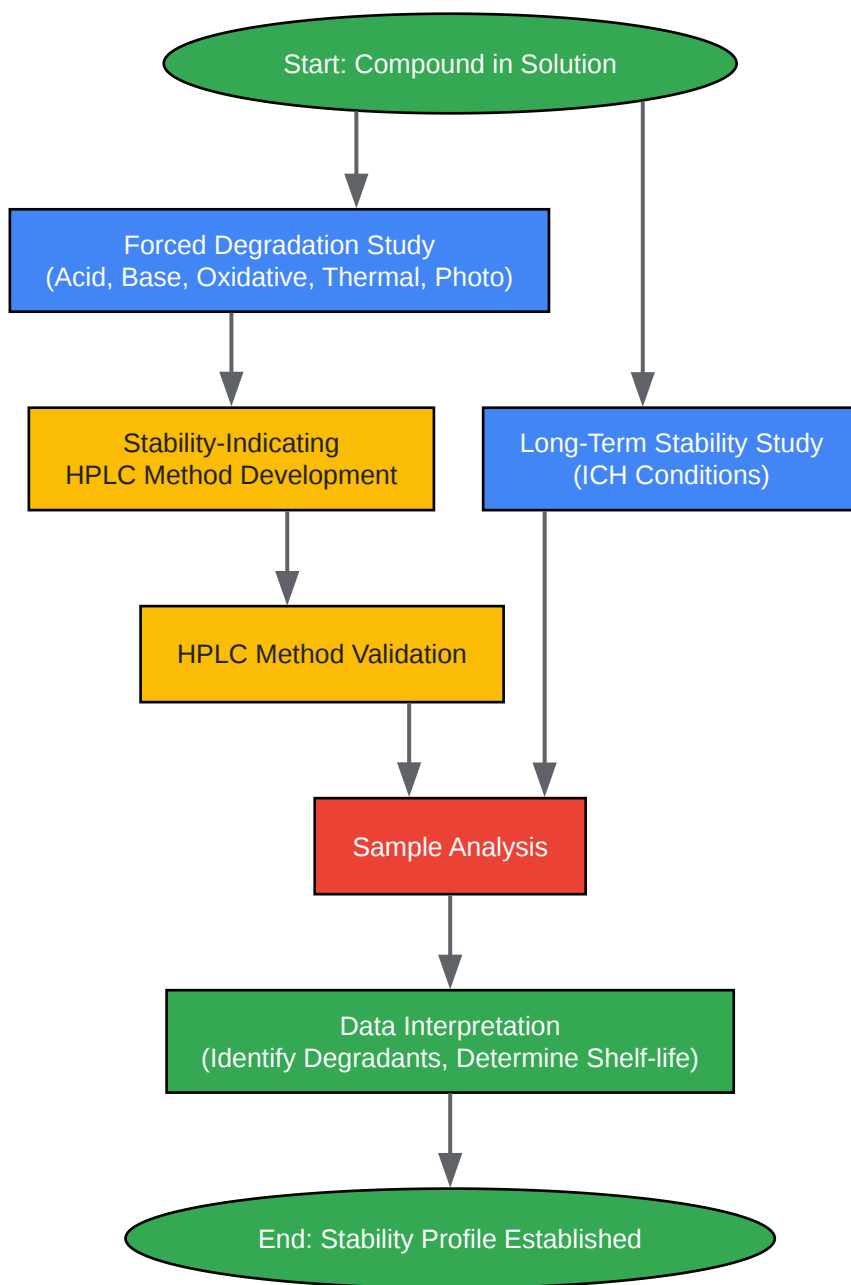 Start: Compound in Solution
Forced Degradation Study
(Acid, Base, Oxidative, Thermal, Photo)
Stability-Indicating
HPLC Method Development
Long-Term Stability Study
(ICH Conditions)
HPLC Method Validation
Sample Analysis
Data Interpretation
(Identify Degradants, Determine Shelf-life)
End: Stability Profile Established